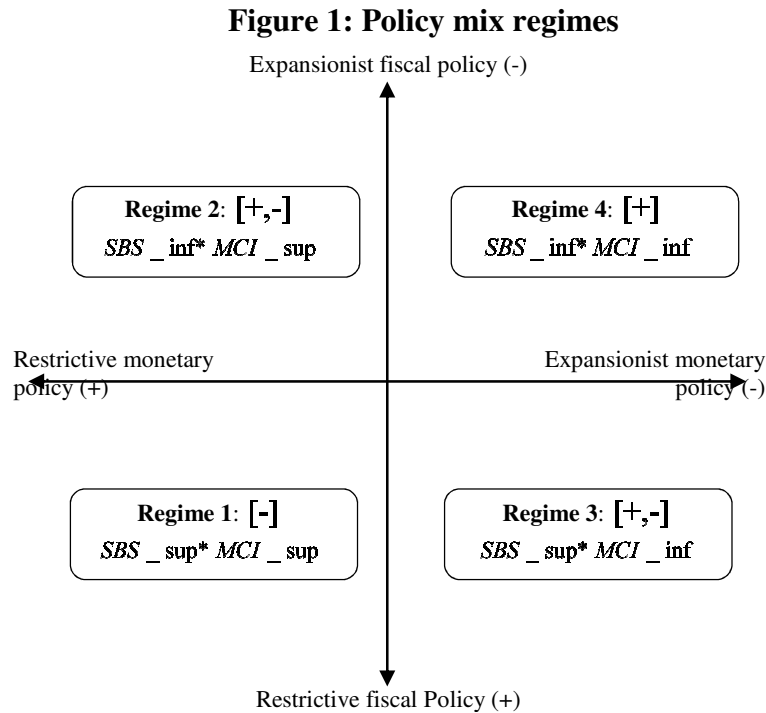 Figure 1: Policy mix regimes
Expansionist fiscal policy (-)
Regime 2: [+,-]
SBS _ inf* MCI _ sup
Regime 4: [+]
SBS _ inf* MCI _ inf
Restrictive monetary
policy (+)
Expansionist monetary
policy (-)
Regime 1: [-]
SBS _ sup* MCI _ sup
Regime 3: [+,-]
SBS _ sup* MCI _ inf
Restrictive fiscal Policy (+)